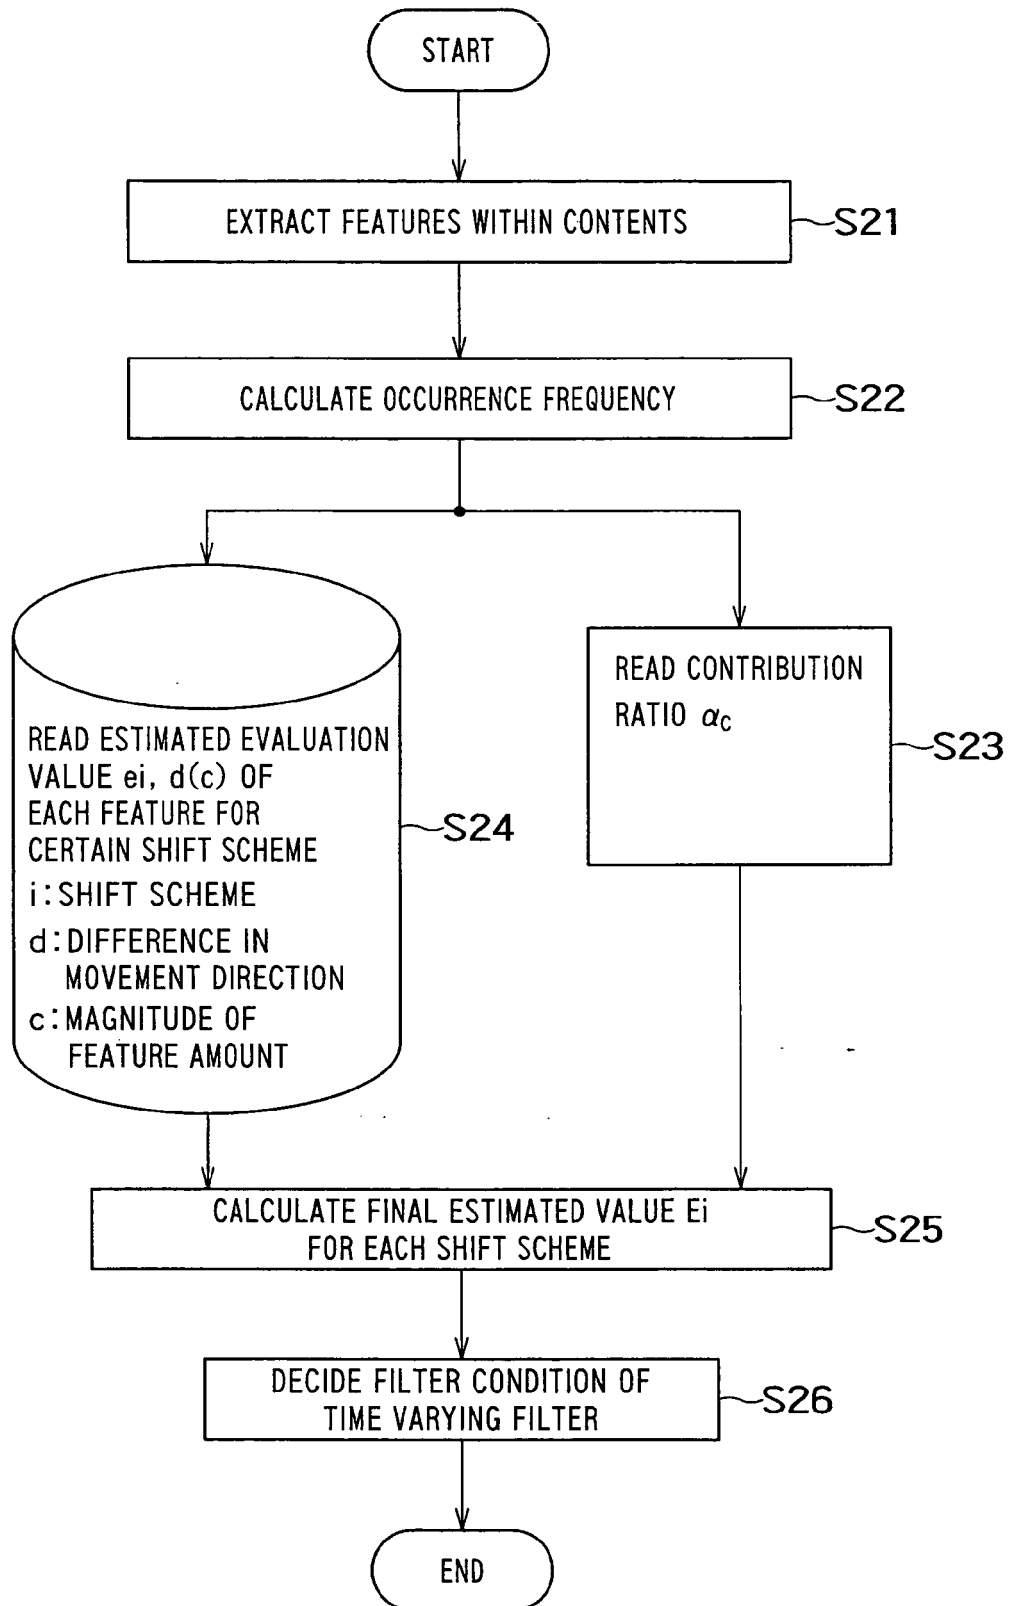 START
EXTRACT FEATURES WITHIN CONTENTS
S21
CALCULATE OCCURRENCE FREQUENCY
S22
READ ESTIMATED EVALUATION
VALUE ei, d(c) OF
EACH FEATURE FOR
CERTAIN SHIFT SCHEME
i:SHIFT SCHEME
d:DIFFERENCE IN
MOVEMENT DIRECTION
c:MAGNITUDE OF
FEATURE AMOUNT
S24
READ CONTRIBUTION
RATIO αc
S23
CALCULATE FINAL ESTIMATED VALUE Ei
FOR EACH SHIFT SCHEME
S25
DECIDE FILTER CONDITION OF
TIME VARYING FILTER
S26
END